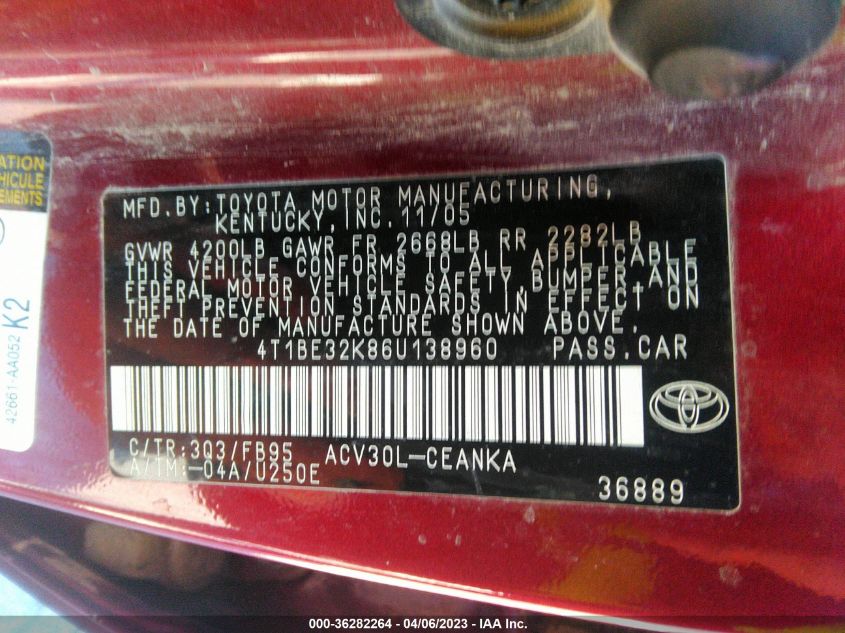 ATION
HICULE
EMENTS
42661-AA052 K2
MFD.BY:TOYOTA MOTOR MANUFACTURING,
KENTUCKY,INC.11/05
GVWR 4200LB GAWR FR 2668LB RR 2282LB
THIS VEHICLE CONFORMS TO ALL APPLICABLE
FEDERAL MOTOR VEHICLE SAFETY,BUMPER,AND
THEFT PREVENTION STANDARDS IN EFFECT ON
THE DATE OF MANUFACTURE SHOWN ABOVE.
4T1BE32K86U138960 PASS.CAR
C/TR:3Q3/FB95 ACV30L-CEANKA
A/TM:-04A/U250E
36889
000-36282264 - 04/06/2023 - IAA Inc.